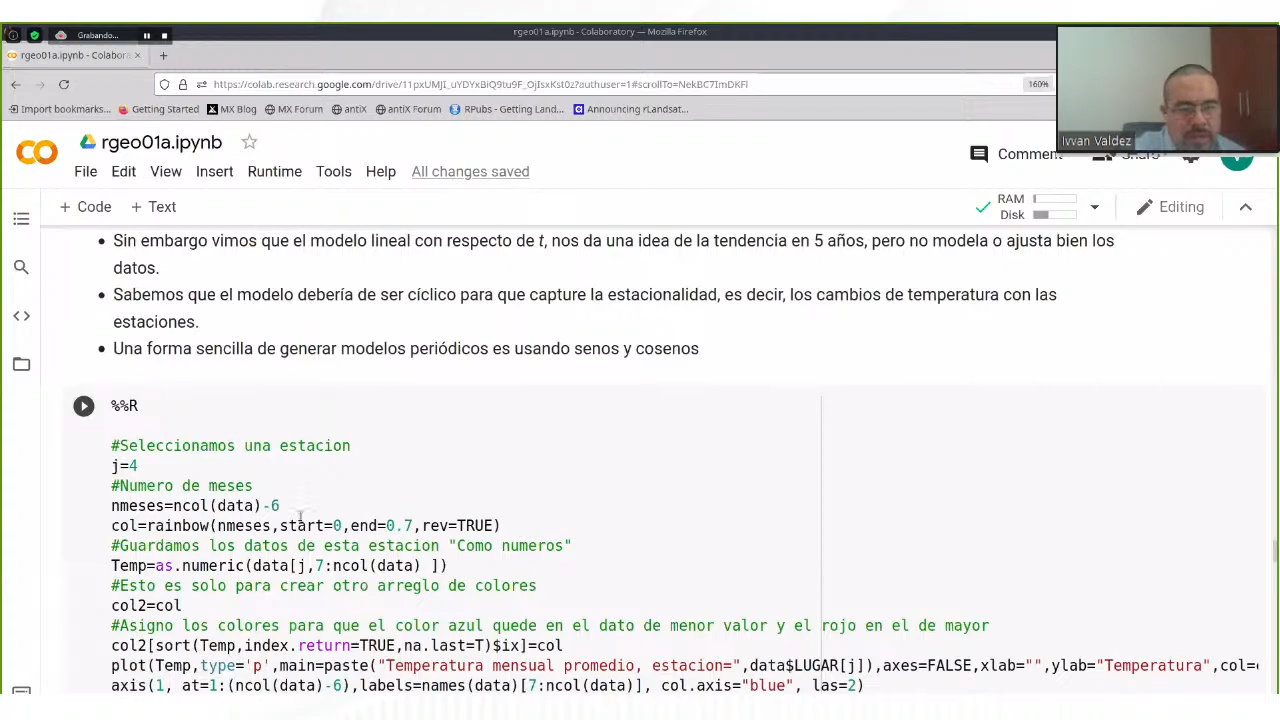 Grabando...
rgeo01a.ipynb - Colaboratory — Mozilla Firefox
rgeo01a.ipynb - Colabora
https://colab.research.google.com/drive/11pxUMJI_uYDYxBiQ9tu9F_OjIsxKst0z?authuser=1#scrollTo=NekBC7ImDKFl
160%
Import bookmarks...
Getting Started
MX Blog
MX Forum
antiX
antiX Forum
RPubs - Getting Land...
Announcing rLandsat...
Ivvan Valdez
rgeo01a.ipynb
File Edit View Insert Runtime Tools Help All changes saved
+ Code + Text
RAM
Disk
Editing
• Sin embargo vimos que el modelo lineal con respecto de t, nos da una idea de la tendencia en 5 años, pero no modela o ajusta bien los
datos.
• Sabemos que el modelo debería de ser cíclico para que capture la estacionalidad, es decir, los cambios de temperatura con las
estaciones.
• Una forma sencilla de generar modelos periódicos es usando senos y cosenos
%%R
#Seleccionamos una estacion
j=4
#Numero de meses
nmeses=ncol(data)-6
col=rainbow(nmeses,start=0,end=0.7,rev=TRUE)
#Guardamos los datos de esta estacion "Como numeros"
Temp=as.numeric(data[j,7:ncol(data) ])
#Esto es solo para crear otro arreglo de colores
col2=col
#Asigno los colores para que el color azul quede en el dato de menor valor y el rojo en el de mayor
col2[sort(Temp,index.return=TRUE,na.last=T)$ix]=col
plot(Temp,type='p',main=paste("Temperatura mensual promedio, estacion=",data$LUGAR[j]),axes=FALSE,xlab="",ylab="Temperatura",col=
axis(1, at=1:(ncol(data)-6),labels=names(data)[7:ncol(data)], col.axis="blue", las=2)